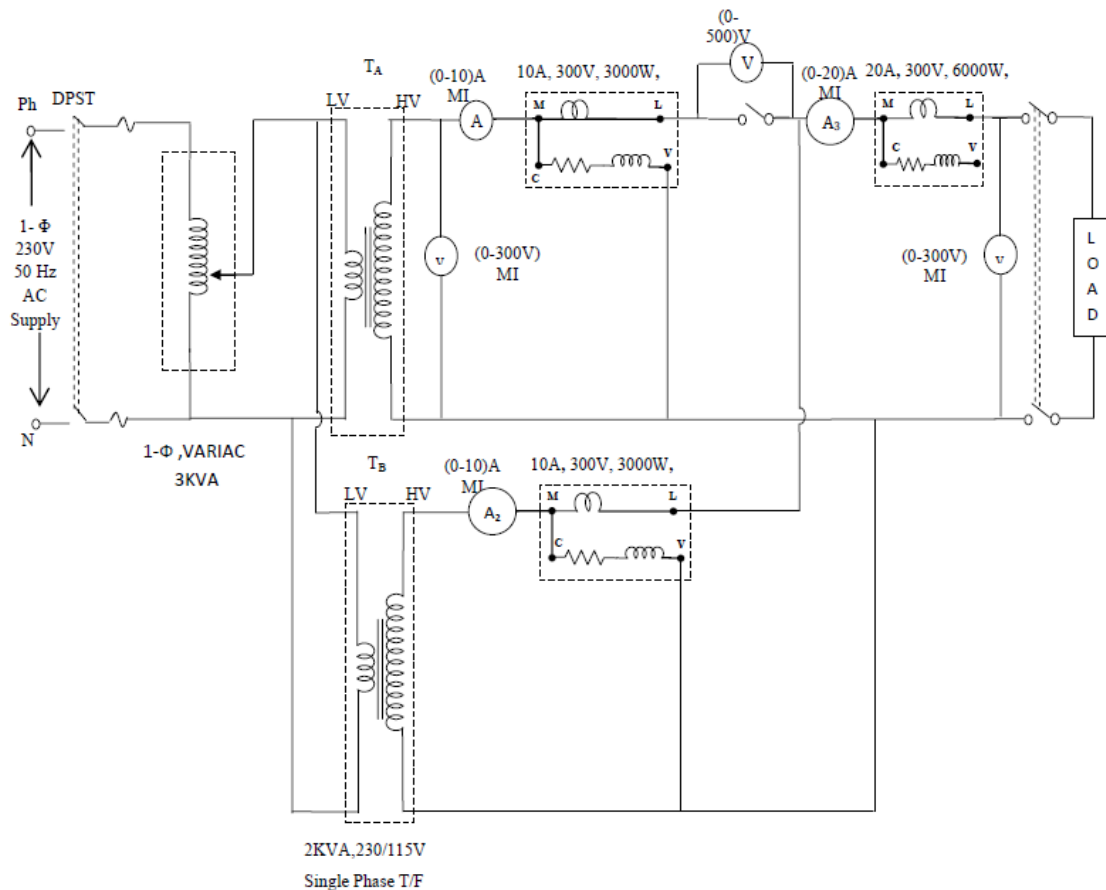 (0-
500)V
V
T_A
(0-10)A
MI
10A, 300V, 3000W,
(0-20)A
MI
20A, 300V, 6000W,
Ph
DPST
LV
HV
A
M
L
C
V
A₃
M
L
C
V
1- Φ
230V
50 Hz
AC
Supply
v
(0-300V)
MI
(0-300V)
MI
v
L
O
A
D
N
1-Φ ,VARIAC
3KVA
T_B
LV
HV
(0-10)A
MI
A₂
10A, 300V, 3000W,
M
L
C
V
2KVA,230/115V
Single Phase T/F